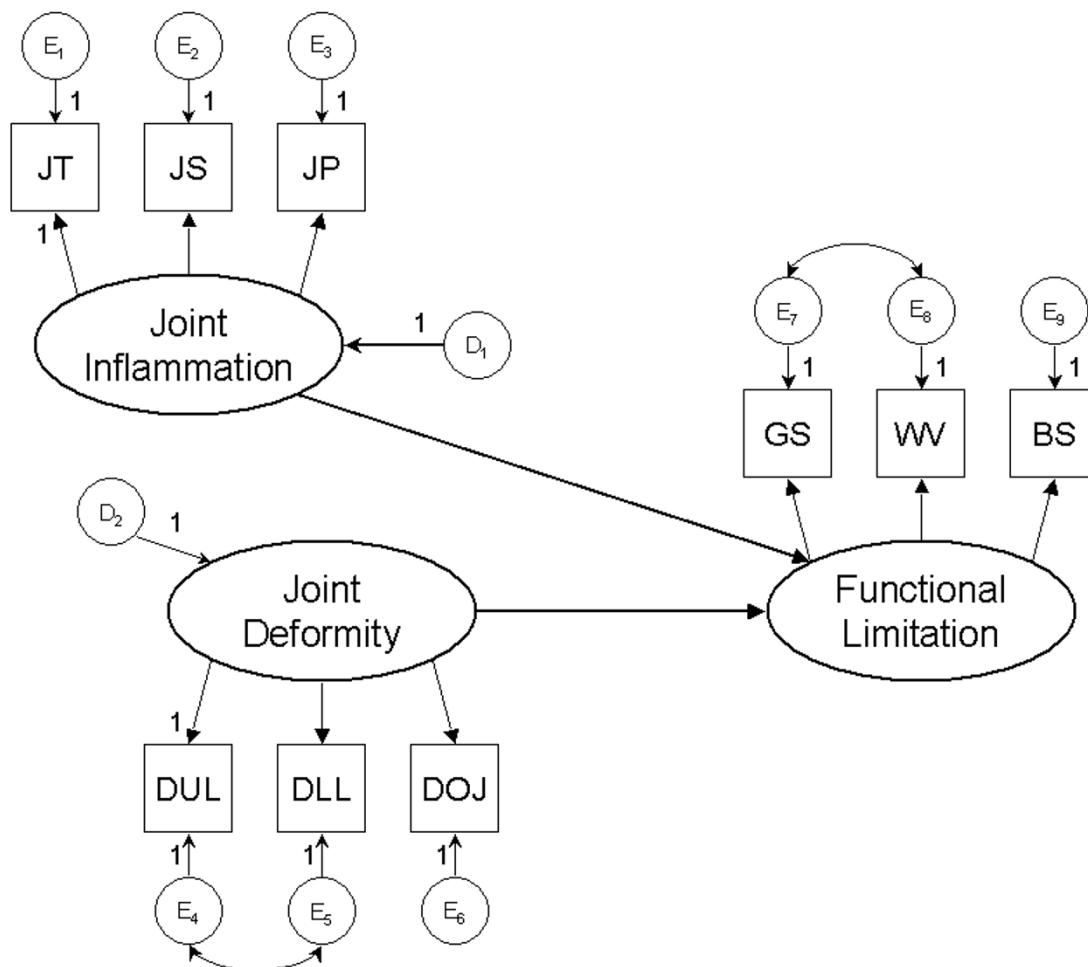 E1 E2 E3
1 1 1
JT JS JP
1
Joint
Inflammation
1
D1
E7 E8 E9
1 1 1
GS WV BS
D2
1
Joint
Deformity
Functional
Limitation
1
DUL DLL DOJ
1 1 1
E4 E5 E6